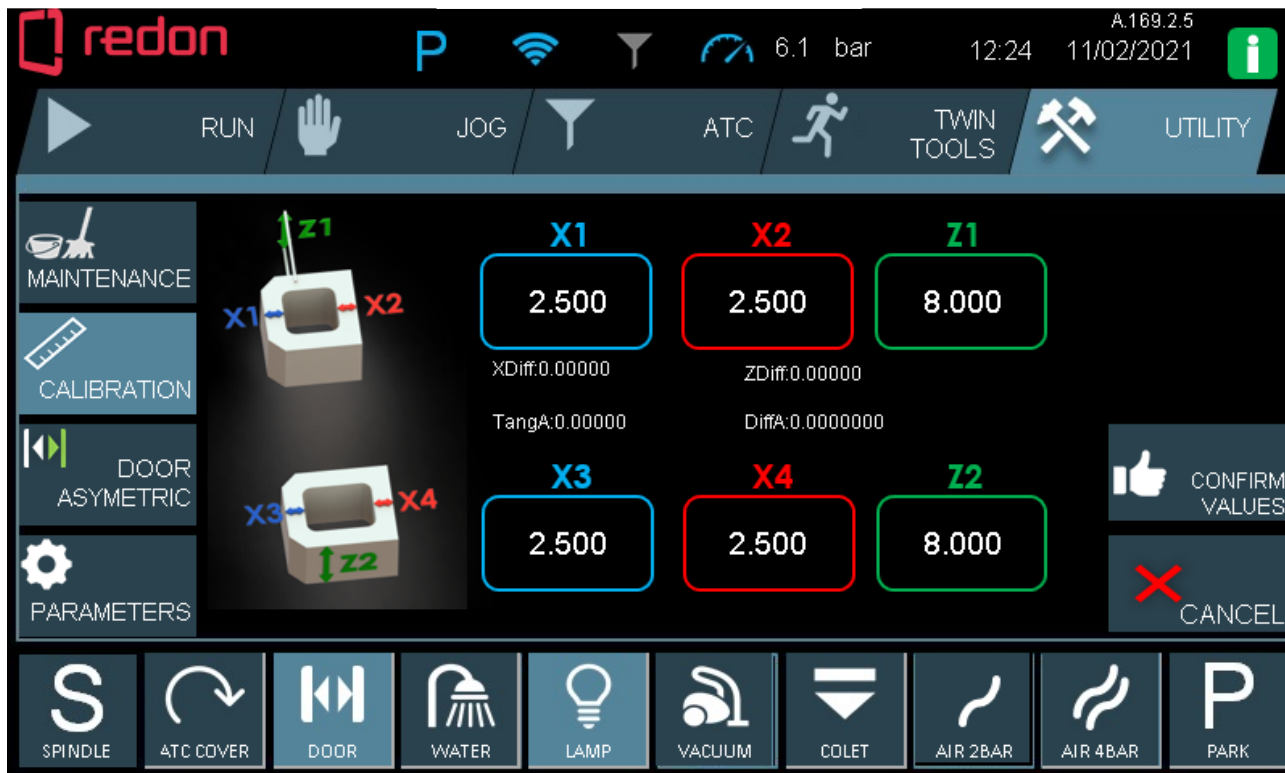 redon
P
6.1 bar
12:24
A.169.2.5
11/02/2021
i
RUN
JOG
ATC
TWIN
TOOLS
UTILITY
MAINTENANCE
CALIBRATION
DOOR
ASYMETRIC
PARAMETERS
Z1
X1
X2
X3
X4
Z2
X1
X2
Z1
2.500
2.500
8.000
XDiff:0.00000
ZDiff:0.00000
TangA:0.00000
DiffA:0.0000000
X3
X4
Z2
2.500
2.500
8.000
CONFIRM
VALUES
CANCEL
S
SPINDLE
ATC COVER
DOOR
WATER
LAMP
VACUUM
COLET
AIR 2BAR
AIR 4BAR
P
PARK